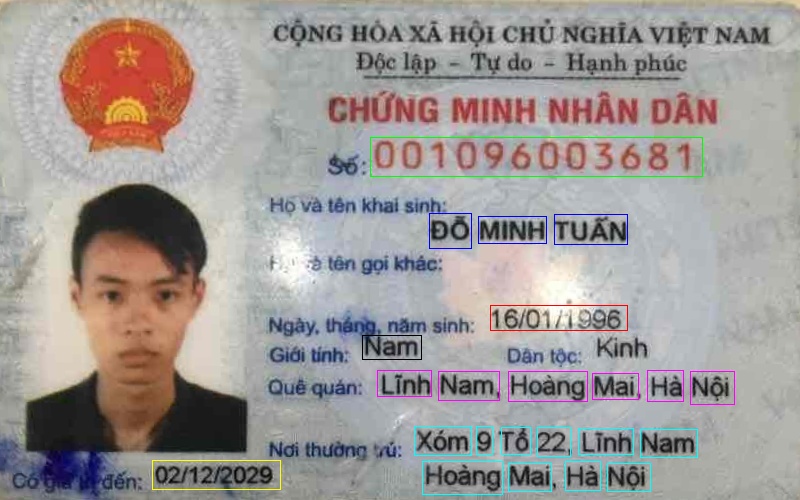 CỘNG HÒA XÃ HỘI CHỦ NGHĨA VIỆT NAM
Độc lập - Tự do - Hạnh phúc
CHỨNG MINH NHÂN DÂN
Số: 001096003681
Họ và tên khai sinh:
ĐỖ MINH TUẤN
Họ và tên gọi khác:
Ngày, tháng, năm sinh: 16/01/1996
Giới tính: Nam Dân tộc: Kinh
Quê quán: Lĩnh Nam, Hoàng Mai, Hà Nội
Nơi thường trú: Xóm 9 Tổ 22, Lĩnh Nam
Hoàng Mai, Hà Nội
Có giá trị đến: 02/12/2029